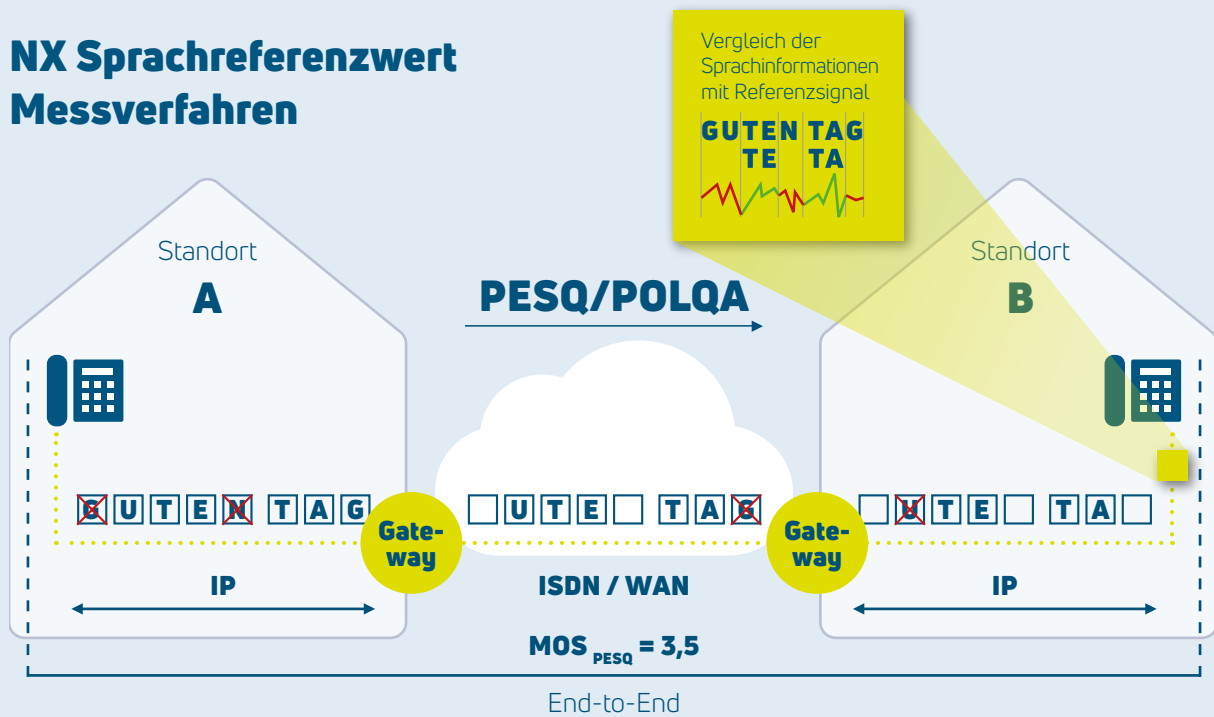 NX Sprachreferenzwert
Messverfahren
Vergleich der
Sprachinformationen
mit Referenzsignal
GUTEN TAG
TE TA
Standort
A
PESQ/POLQA
Standort
B
GUTEN TAG
UTE TAG
UTE TA
Gate-
way
Gate-
way
IP
ISDN / WAN
IP
MOS PESQ = 3,5
End-to-End